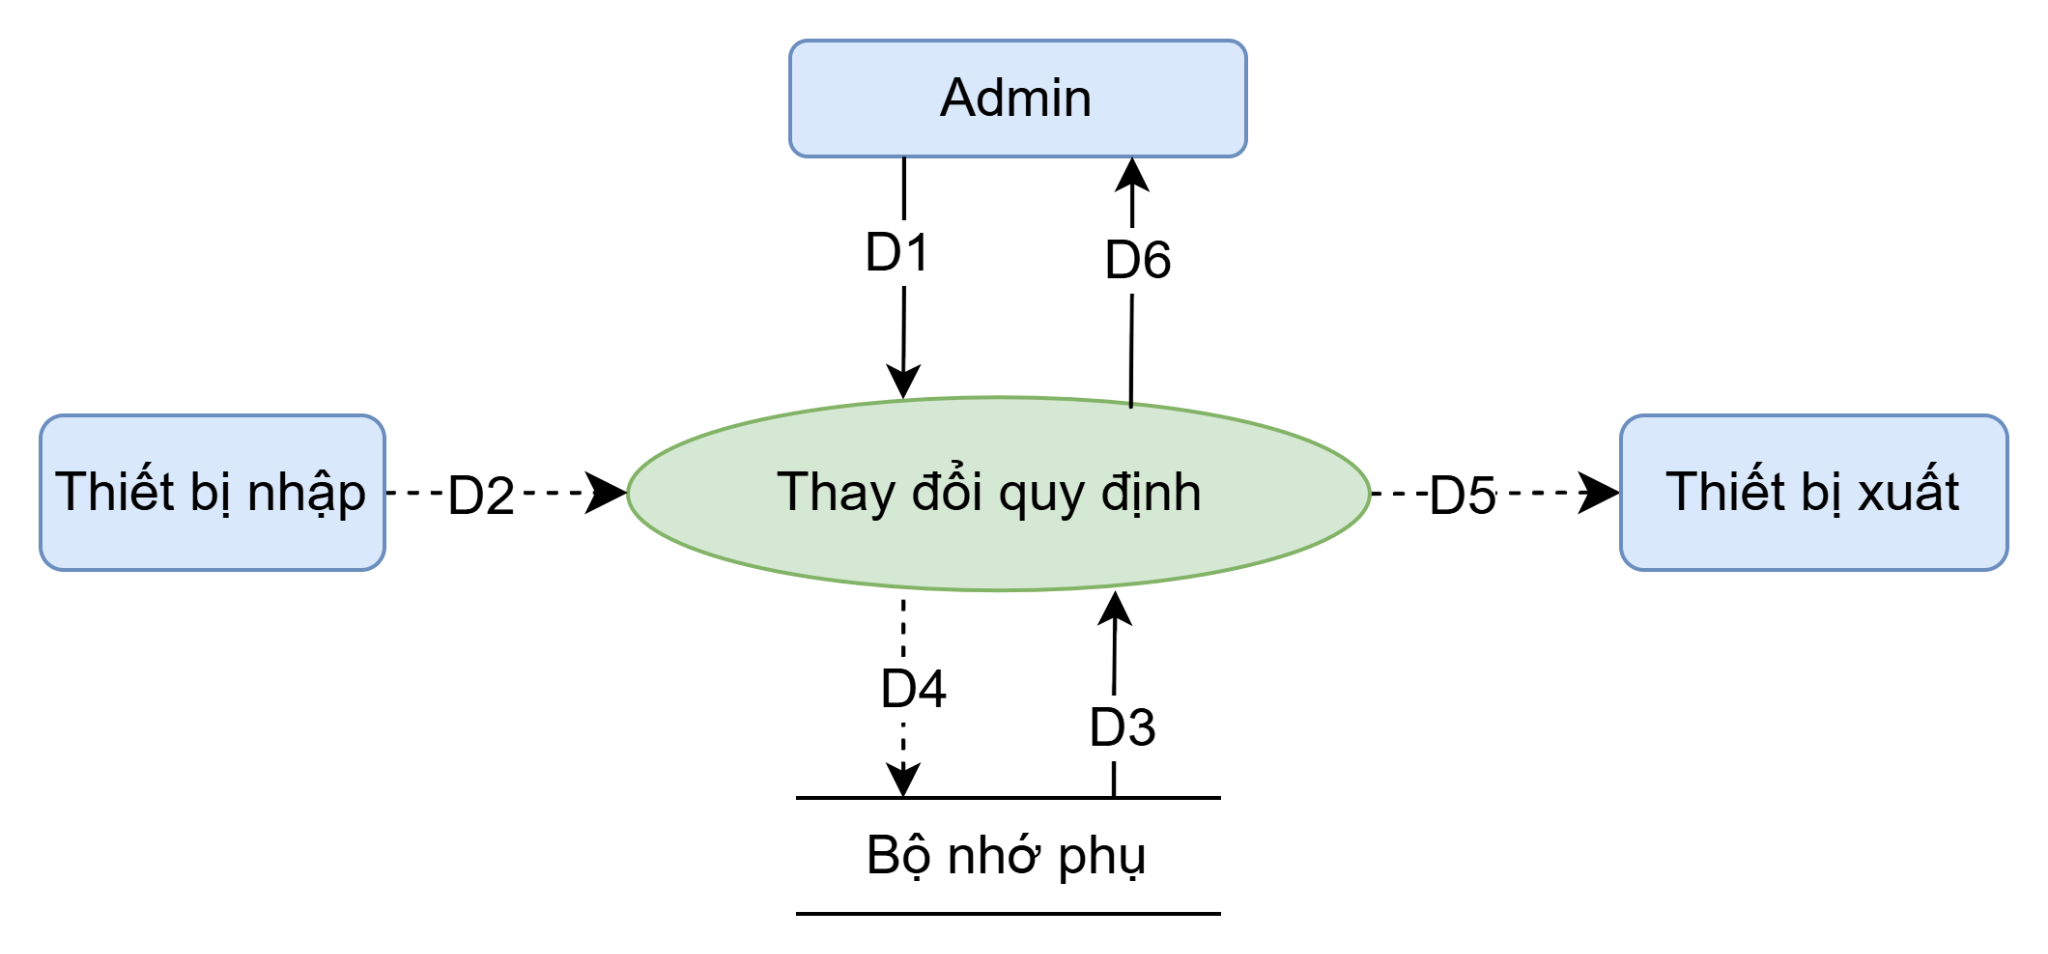 Admin
D1
D6
Thiết bị nhập
D2
Thay đổi quy định
D5
Thiết bị xuất
D4
D3
Bộ nhớ phụ